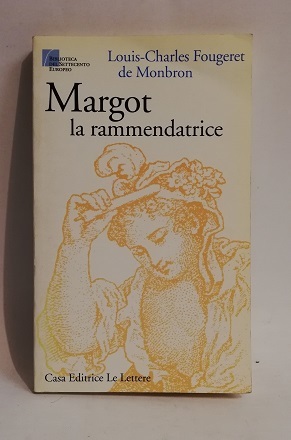 BIBLIOTECA
DEL SETTECENTO
EUROPEO
Louis-Charles Fougeret
de Monbron
Margot
la rammendatrice
Casa Editrice Le Lettere